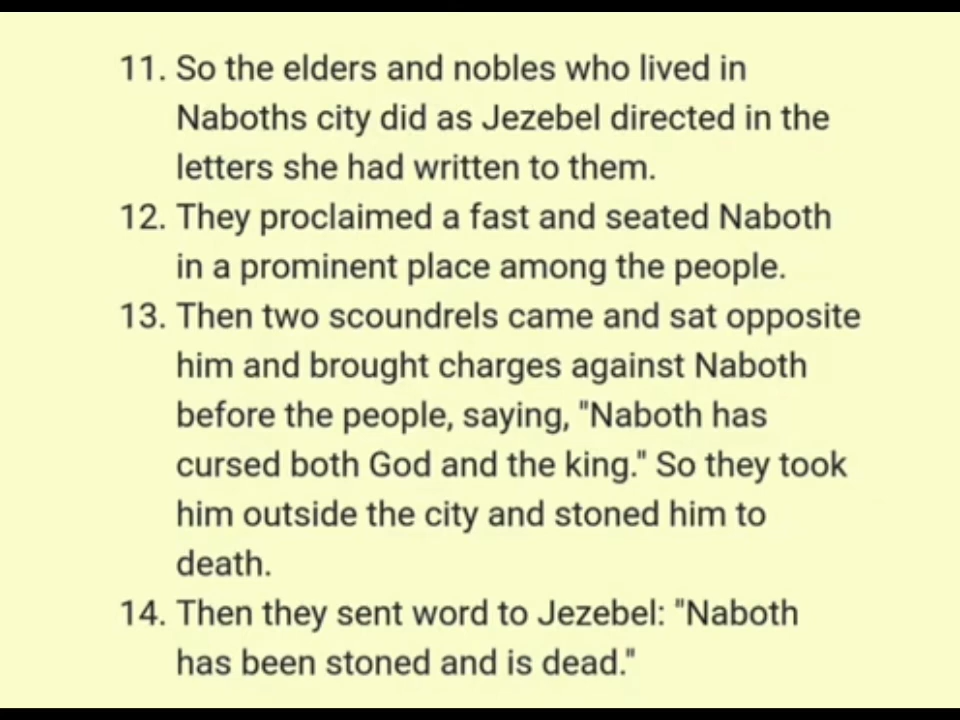 11. So the elders and nobles who lived in
Naboths city did as Jezebel directed in the
letters she had written to them.
12. They proclaimed a fast and seated Naboth
in a prominent place among the people.
13. Then two scoundrels came and sat opposite
him and brought charges against Naboth
before the people, saying, "Naboth has
cursed both God and the king." So they took
him outside the city and stoned him to
death.
14. Then they sent word to Jezebel: "Naboth
has been stoned and is dead."